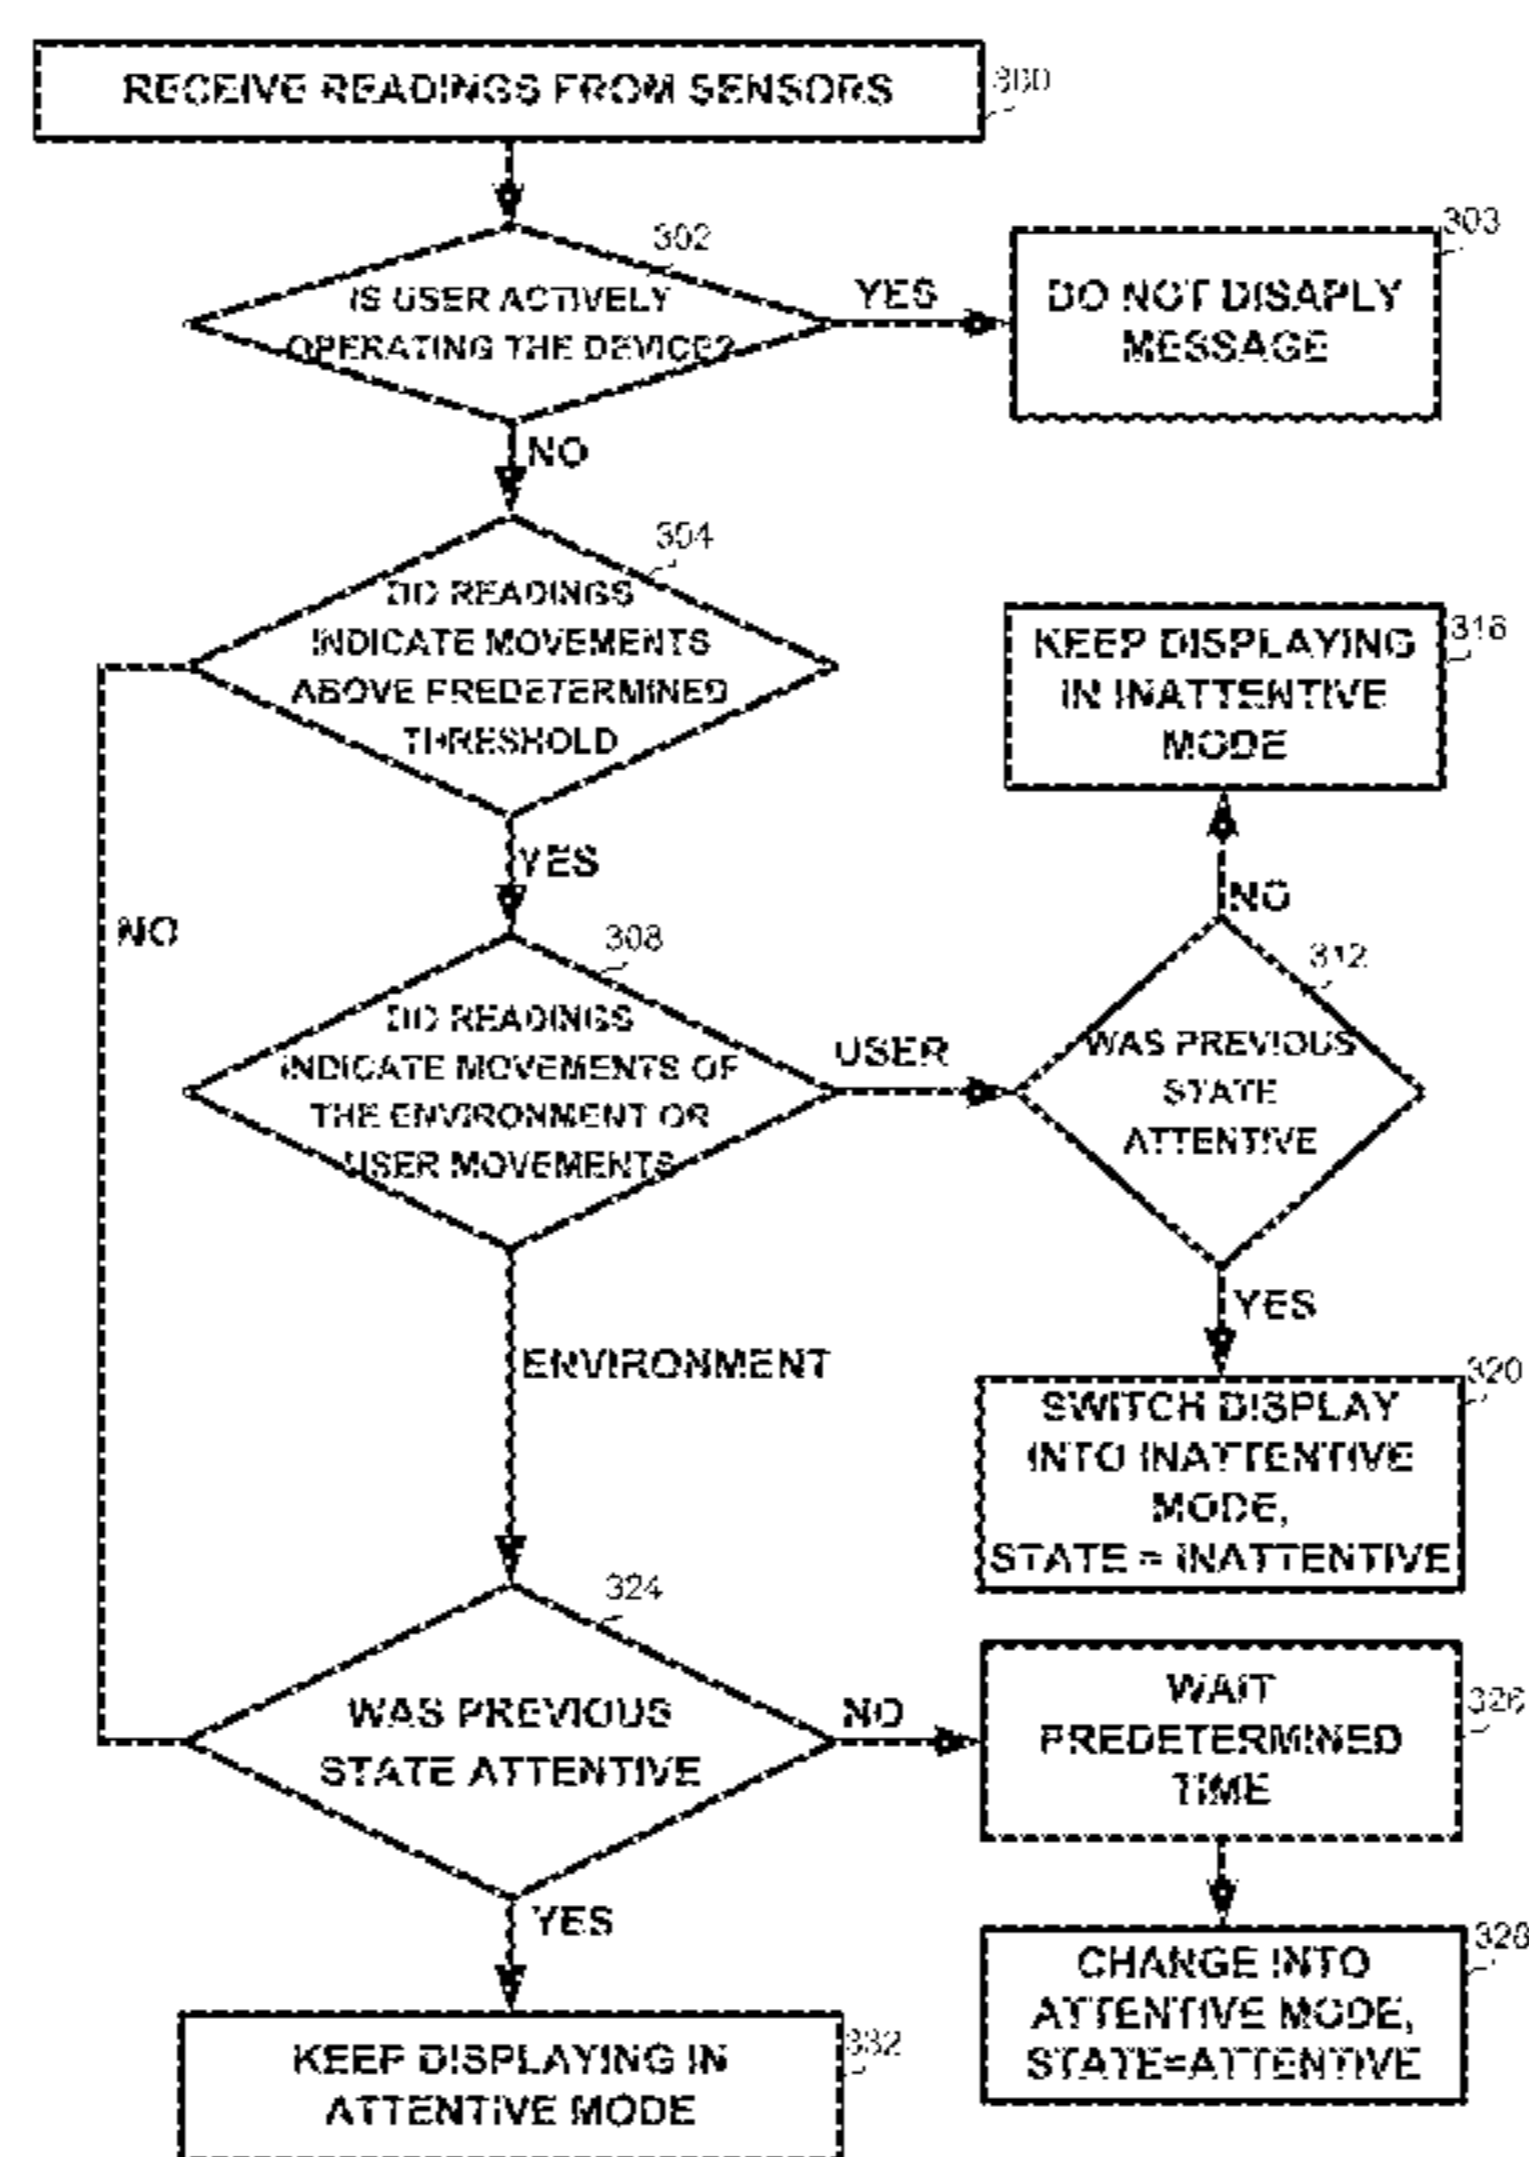 RECEIVE READINGS FROM SENSORS
300
302
IS USER ACTIVELY
OPERATING THE DEVICE?
YES
303
DO NOT DISAPLY
MESSAGE
NO
304
DO READINGS
INDICATE MOVEMENTS
ABOVE PREDETERMINED
THRESHOLD
316
KEEP DISPLAYING
IN INATTENTIVE
MODE
YES
NO
NO
308
DO READINGS
INDICATE MOVEMENTS OF
THE ENVIRONMENT OR
USER MOVEMENTS
USER
312
WAS PREVIOUS
STATE
ATTENTIVE
YES
ENVIRONMENT
320
SWITCH DISPLAY
INTO INATTENTIVE
MODE,
STATE = INATTENTIVE
324
WAS PREVIOUS
STATE ATTENTIVE
NO
326
WAIT
PREDETERMINED
TIME
YES
328
CHANGE INTO
ATTENTIVE MODE,
STATE=ATTENTIVE
332
KEEP DISPLAYING IN
ATTENTIVE MODE